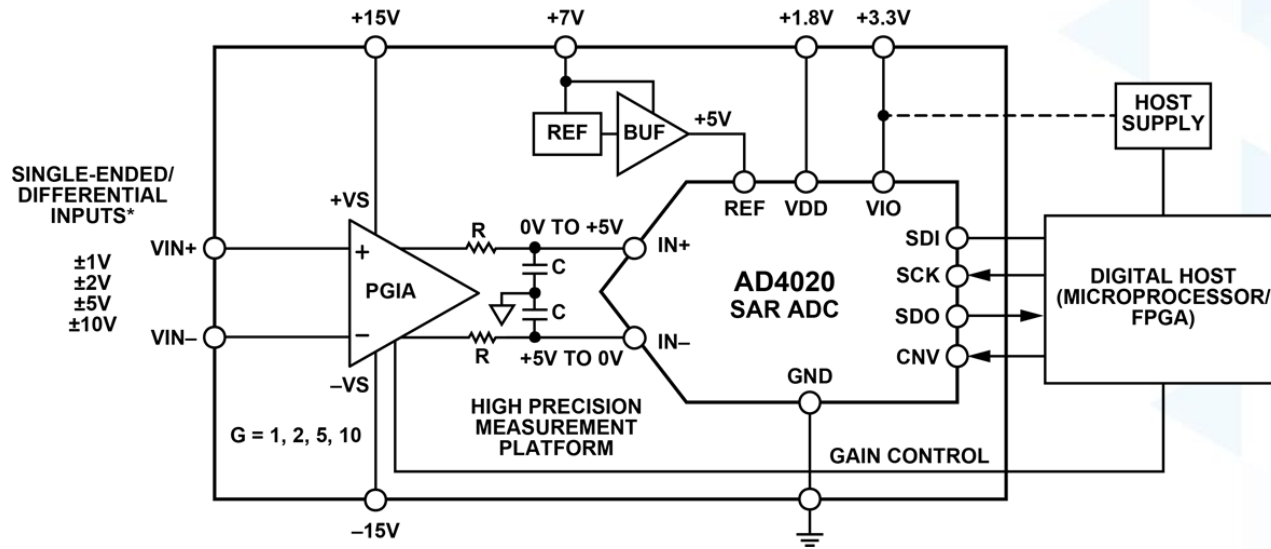 +15V
+7V
+1.8V
+3.3V
HOST
SUPPLY
REF
BUF
+5V
SINGLE-ENDED/
DIFFERENTIAL
INPUTS*
+VS
REF
VDD
VIO
R
0V TO +5V
VIN+
IN+
SDI
±1V
±2V
±5V
±10V
+
PGIA
–
C
C
AD4020
SAR ADC
SCK
SDO
CNV
DIGITAL HOST
(MICROPROCESSOR/
FPGA)
VIN–
IN–
R
+5V TO 0V
–VS
GND
G = 1, 2, 5, 10
HIGH PRECISION
MEASUREMENT
PLATFORM
GAIN CONTROL
–15V